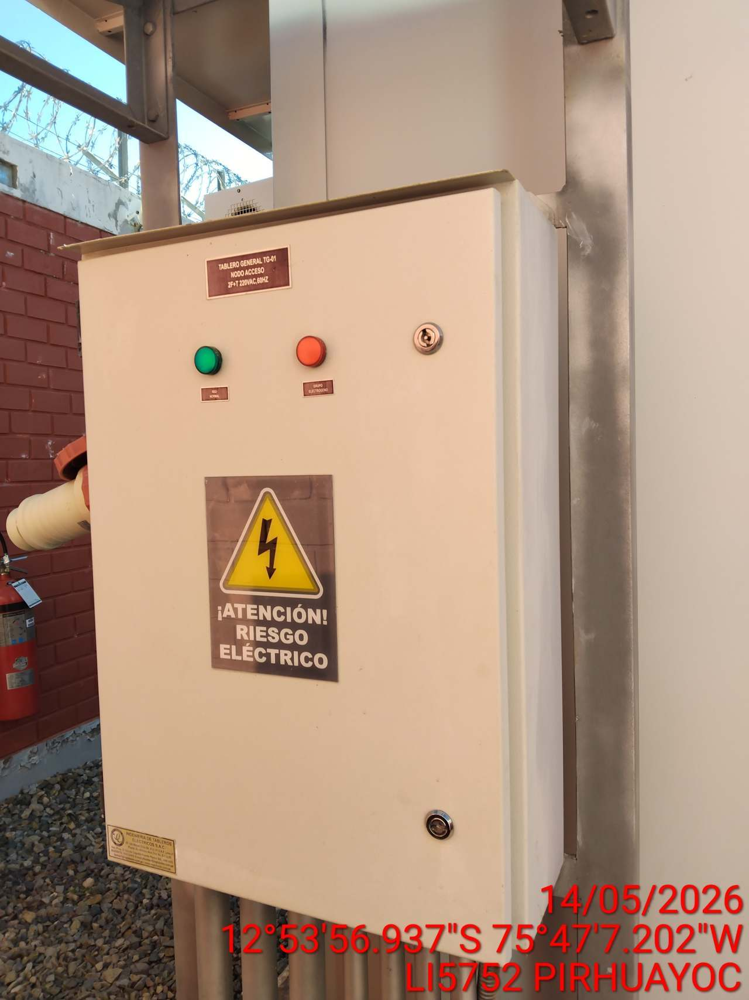 TABLERO GENERAL TG-01
NODO ACCESO
2F+T 220VAC,60HZ
RED
NORMAL
GRUPO
ELECTROGENO
¡ATENCIÓN!
RIESGO
ELÉCTRICO
INGENIERIA DE TABLEROS
ELECTRICOS S.A.C.
14/05/2026
12°53'56.937"S 75°47'7.202"W
LI5752 PIRHUAYOC